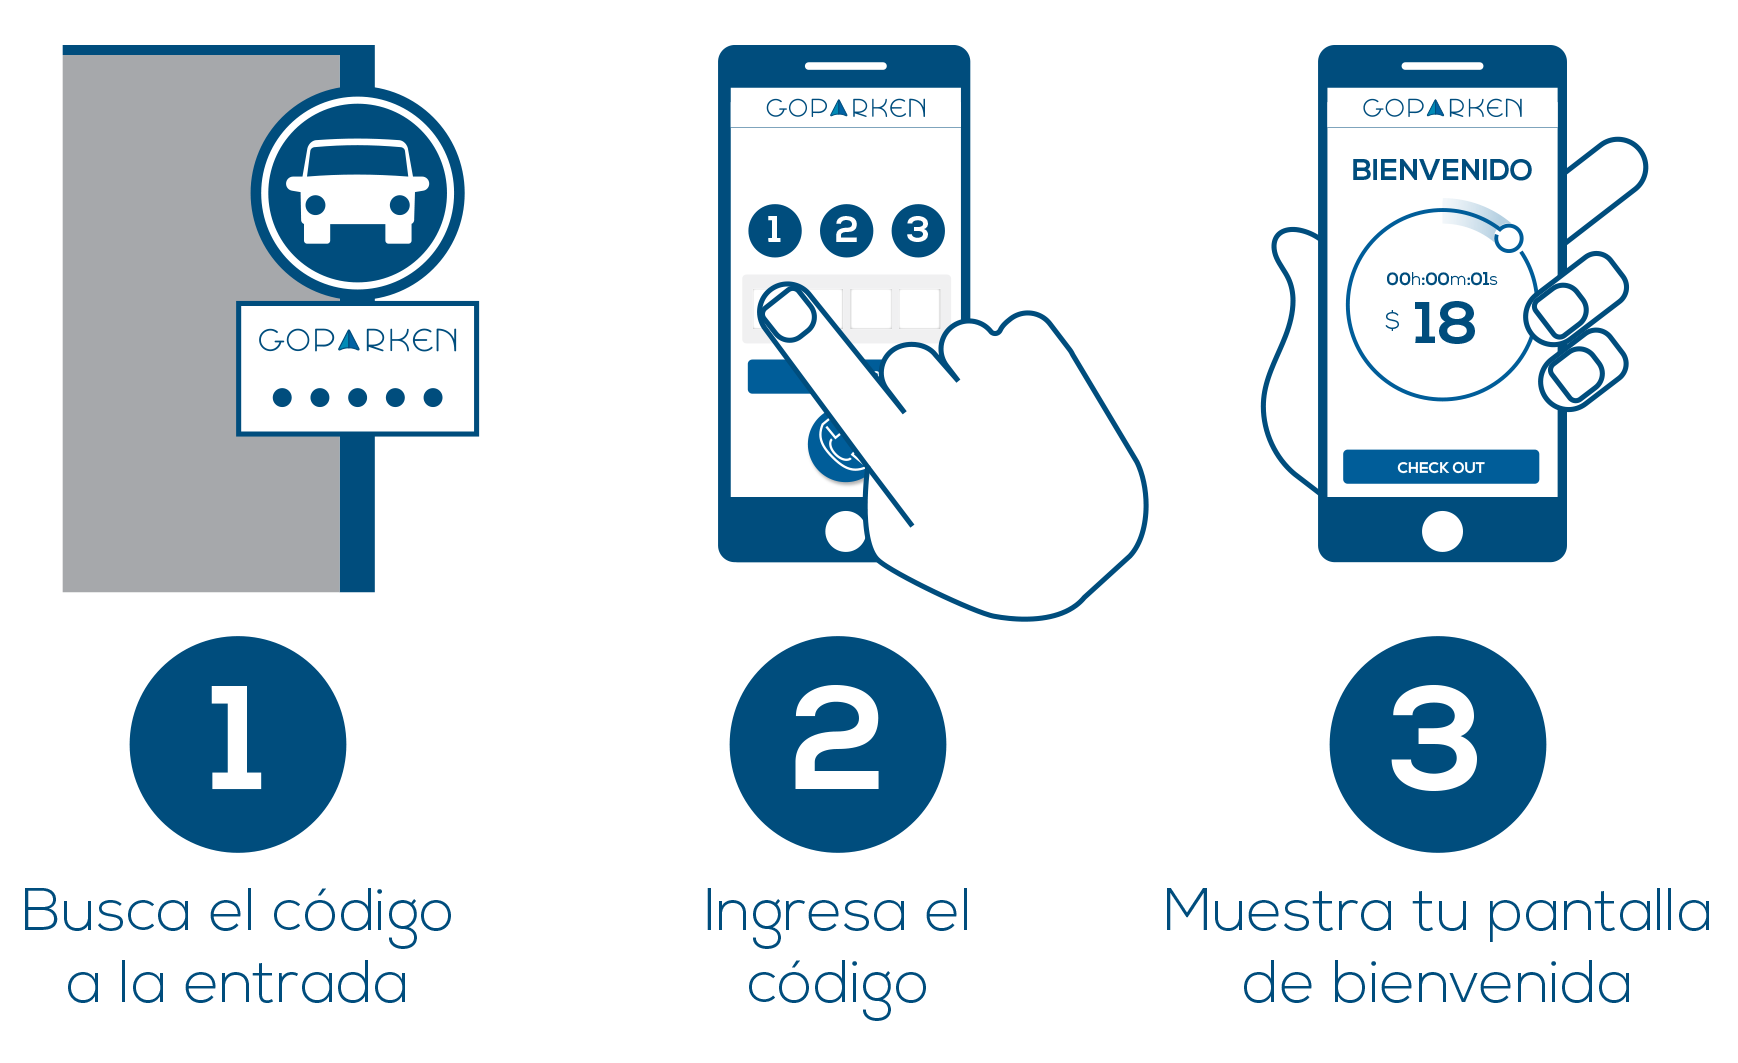 GOPARKEN
GOPARKEN
1 2 3
GOPARKEN
BIENVENIDO
00h:00m:01s
$ 18
CHECK OUT
1
Busca el código
a la entrada
2
Ingresa el
código
3
Muestra tu pantalla
de bienvenida